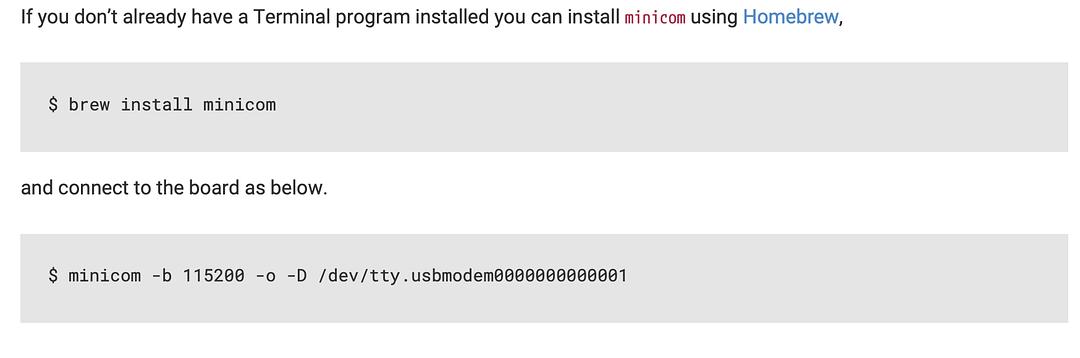 If you don’t already have a Terminal program installed you can install minicom using Homebrew,
$ brew install minicom
and connect to the board as below.
$ minicom -b 115200 -o -D /dev/tty.usbmodem0000000000001